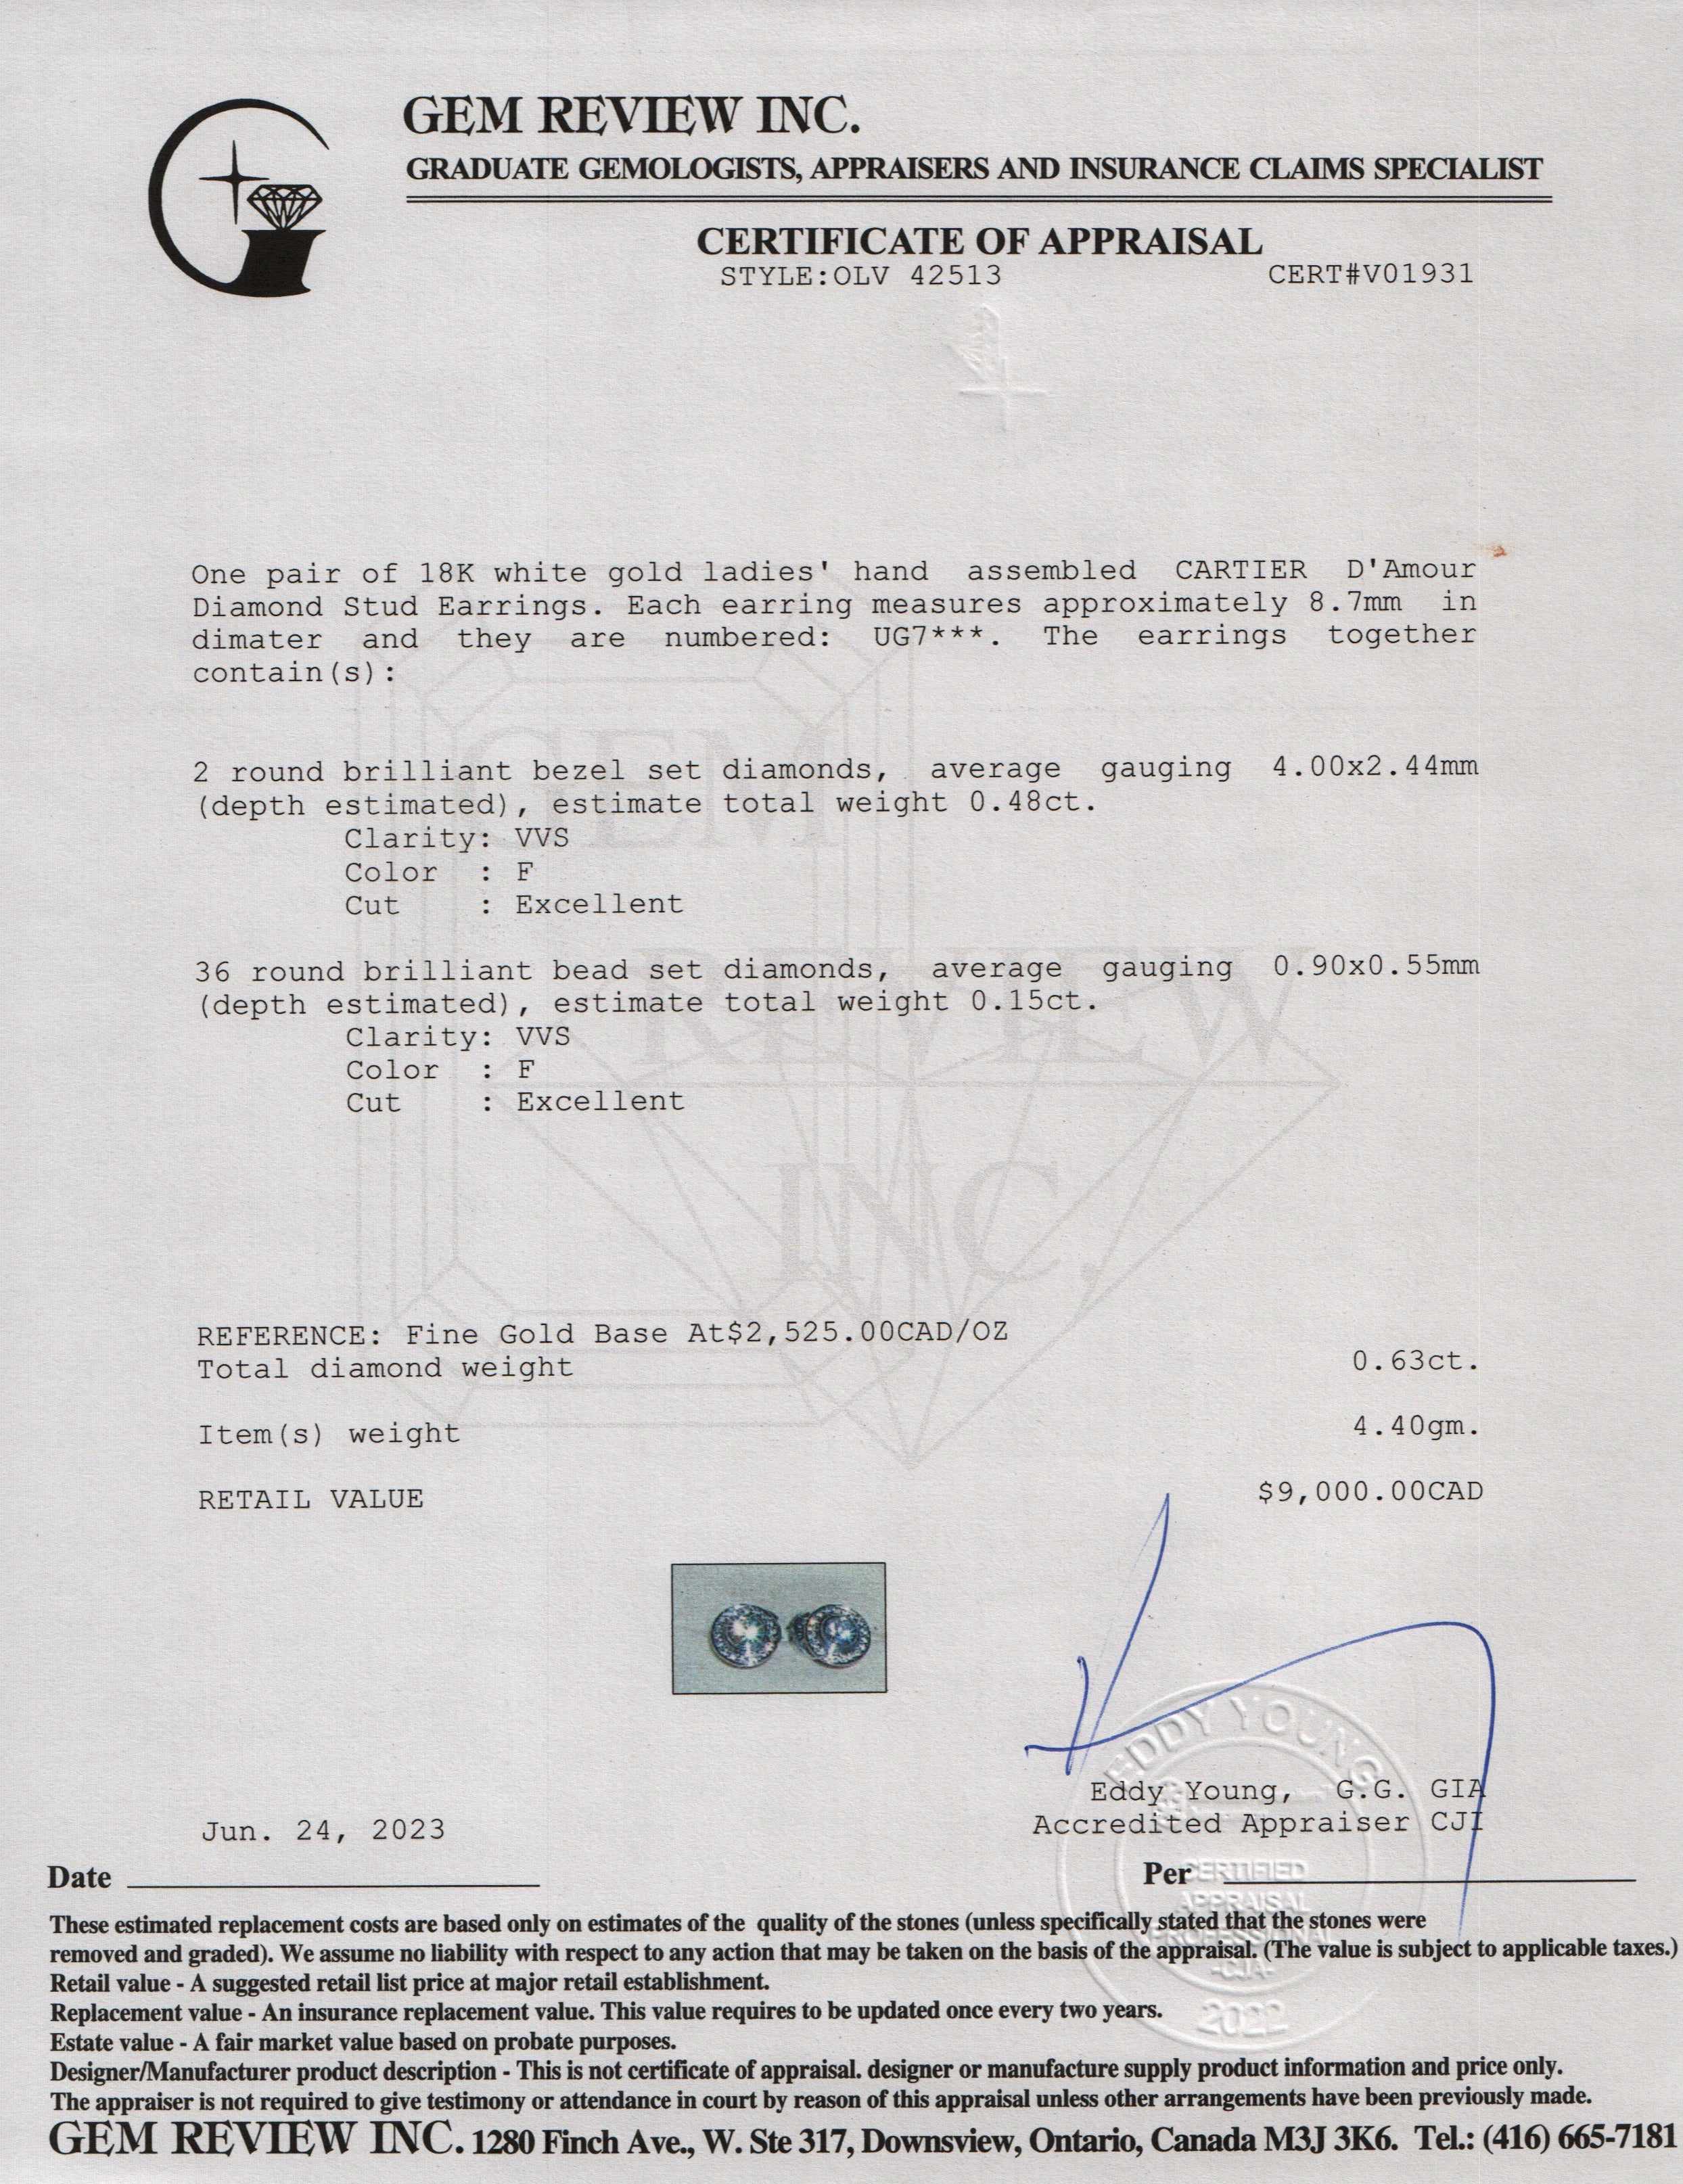 GEM REVIEW INC.
GRADUATE GEMOLOGISTS, APPRAISERS AND INSURANCE CLAIMS SPECIALIST
CERTIFICATE OF APPRAISAL
STYLE:OLV 42513 CERT#V01931
One pair of 18K white gold ladies' hand assembled CARTIER D'Amour
Diamond Stud Earrings. Each earring measures approximately 8.7mm in
dimater and they are numbered: UG7***. The earrings together
contain(s):
2 round brilliant bezel set diamonds, average gauging 4.00x2.44mm
(depth estimated), estimate total weight 0.48ct.
Clarity: VVS
Color : F
Cut : Excellent
36 round brilliant bead set diamonds, average gauging 0.90x0.55mm
(depth estimated), estimate total weight 0.15ct.
Clarity: VVS
Color : F
Cut : Excellent
GEM
REVIEW
INC.
REFERENCE: Fine Gold Base At$2,525.00CAD/OZ
Total diamond weight 0.63ct.
Item(s) weight 4.40gm.
RETAIL VALUE $9,000.00CAD
EDDY YOUNG
Eddy Young, G.G. GIA
Accredited Appraiser CJI
Jun. 24, 2023
Date
Per
CERTIFIED
APPRAISAL
PROFESSIONAL
-CJA-
2022
These estimated replacement costs are based only on estimates of the quality of the stones (unless specifically stated that the stones were
removed and graded). We assume no liability with respect to any action that may be taken on the basis of the appraisal. (The value is subject to applicable taxes.)
Retail value - A suggested retail list price at major retail establishment.
Replacement value - An insurance replacement value. This value requires to be updated once every two years.
Estate value - A fair market value based on probate purposes.
Designer/Manufacturer product description - This is not certificate of appraisal. designer or manufacture supply product information and price only.
The appraiser is not required to give testimony or attendance in court by reason of this appraisal unless other arrangements have been previously made.
GEM REVIEW INC. 1280 Finch Ave., W. Ste 317, Downsview, Ontario, Canada M3J 3K6. Tel.: (416) 665-7181